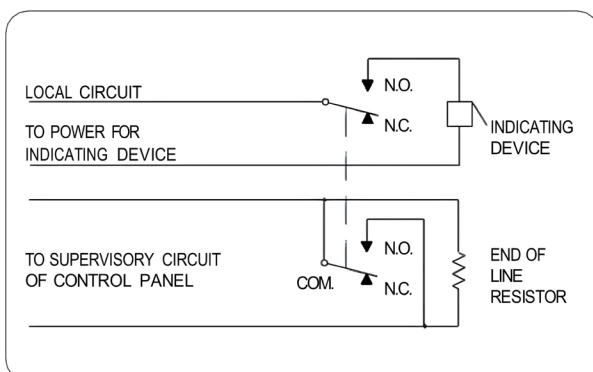 LOCAL CIRCUIT
N.O.
N.C.
TO POWER FOR
INDICATING DEVICE
INDICATING
DEVICE
TO SUPERVISORY CIRCUIT
OF CONTROL PANEL
COM.
N.O.
N.C.
END OF
LINE
RESISTOR